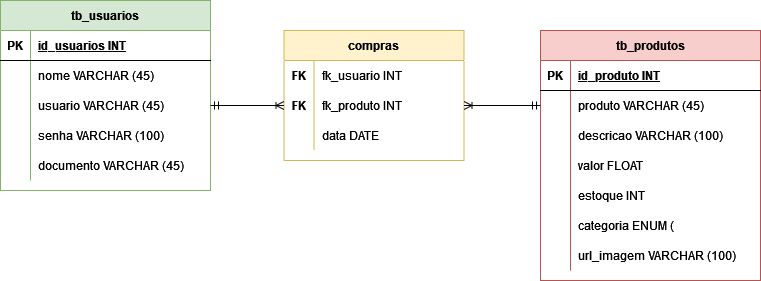 tb_usuarios
PK id_usuarios INT
nome VARCHAR (45)
usuario VARCHAR (45)
senha VARCHAR (100)
documento VARCHAR (45)
compras
FK fk_usuario INT
FK fk_produto INT
data DATE
tb_produtos
PK id_produto INT
produto VARCHAR (45)
descricao VARCHAR (100)
valor FLOAT
estoque INT
categoria ENUM (
url_imagem VARCHAR (100)